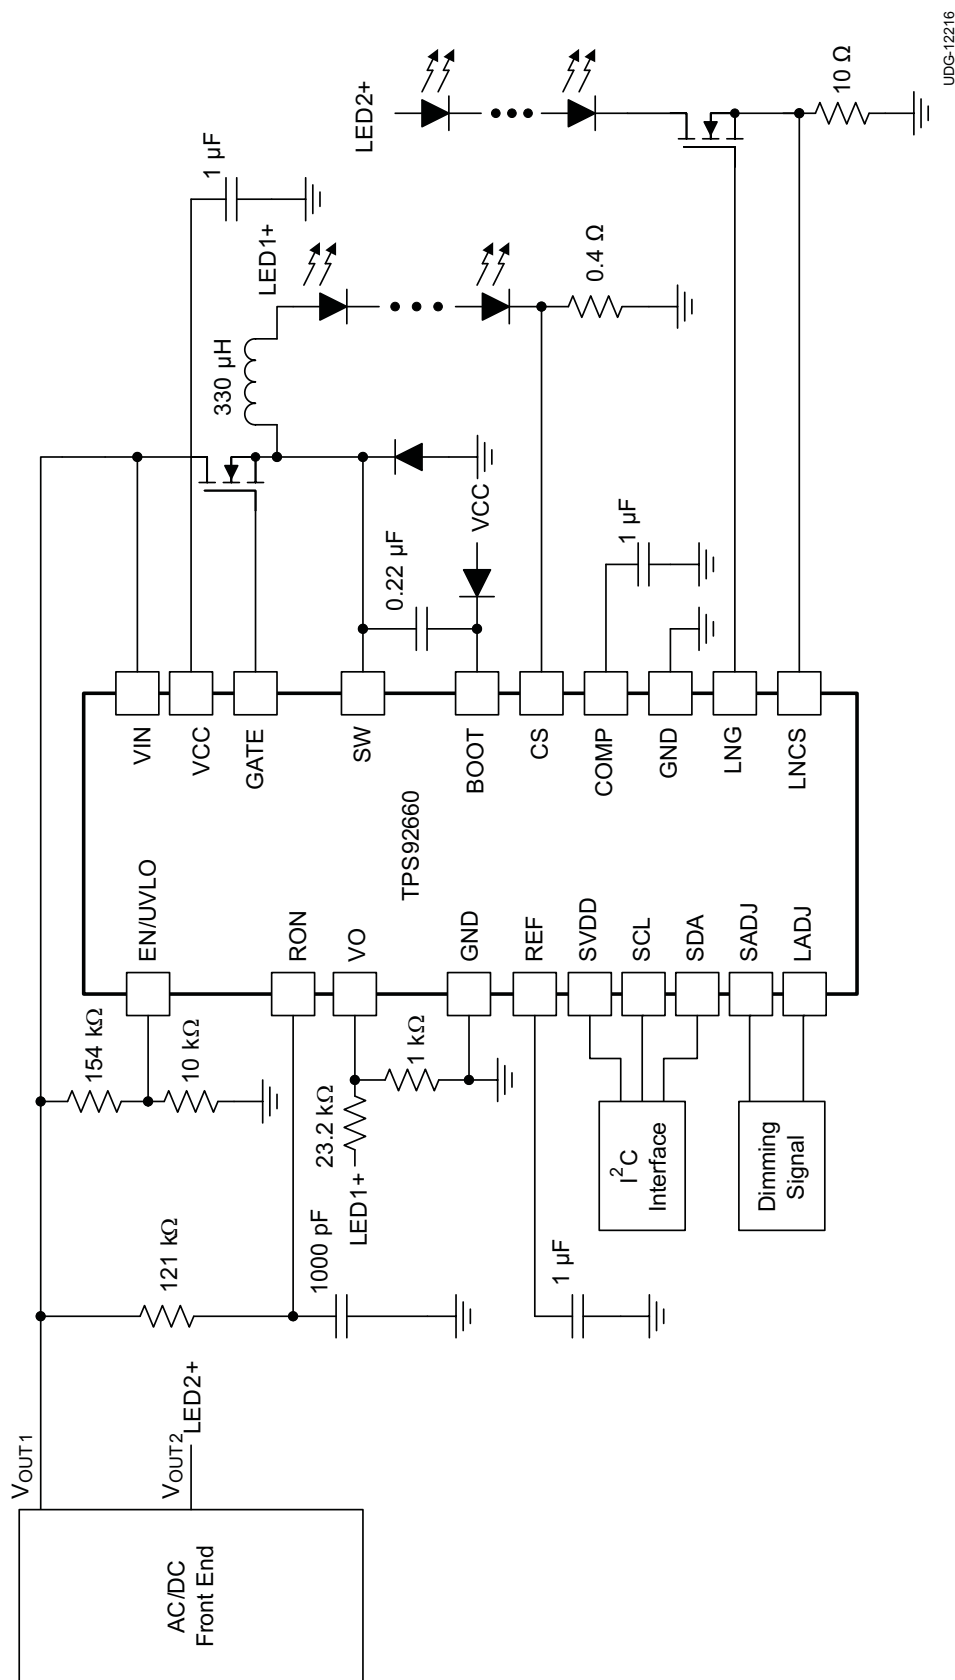 AC/DC
Front End
VOUT1
VOUT2
LED2+
121 kΩ
1000 pF
154 kΩ
10 kΩ
LED1+
23.2 kΩ
1 kΩ
1 µF
I²C
Interface
Dimming
Signal
EN/UVLO
RON
VO
GND
REF
SVDD
SCL
SDA
SADJ
LADJ
TPS92660
VIN
VCC
GATE
SW
BOOT
CS
COMP
GND
LNG
LNCS
0.22 µF
VCC
1 µF
330 µH
LED1+
1 µF
0.4 Ω
LED2+
10 Ω
UDG-12216